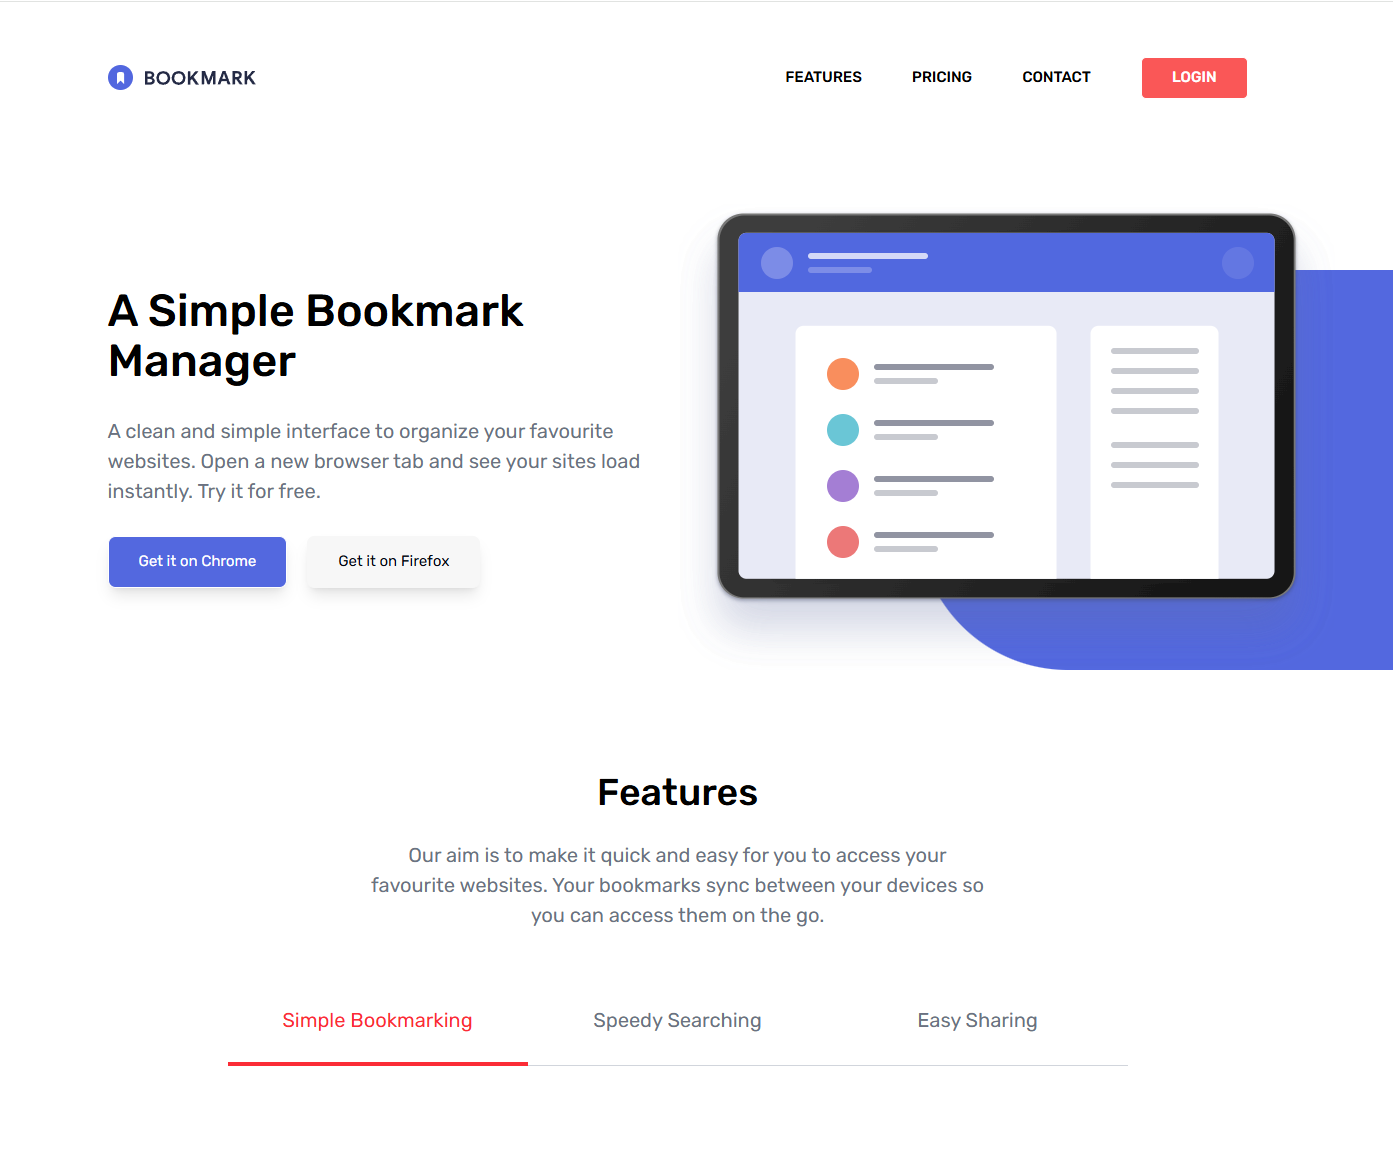 BOOKMARK
FEATURES
PRICING
CONTACT
LOGIN
A Simple Bookmark
Manager
A clean and simple interface to organize your favourite
websites. Open a new browser tab and see your sites load
instantly. Try it for free.
Get it on Chrome
Get it on Firefox
Features
Our aim is to make it quick and easy for you to access your
favourite websites. Your bookmarks sync between your devices so
you can access them on the go.
Simple Bookmarking
Speedy Searching
Easy Sharing